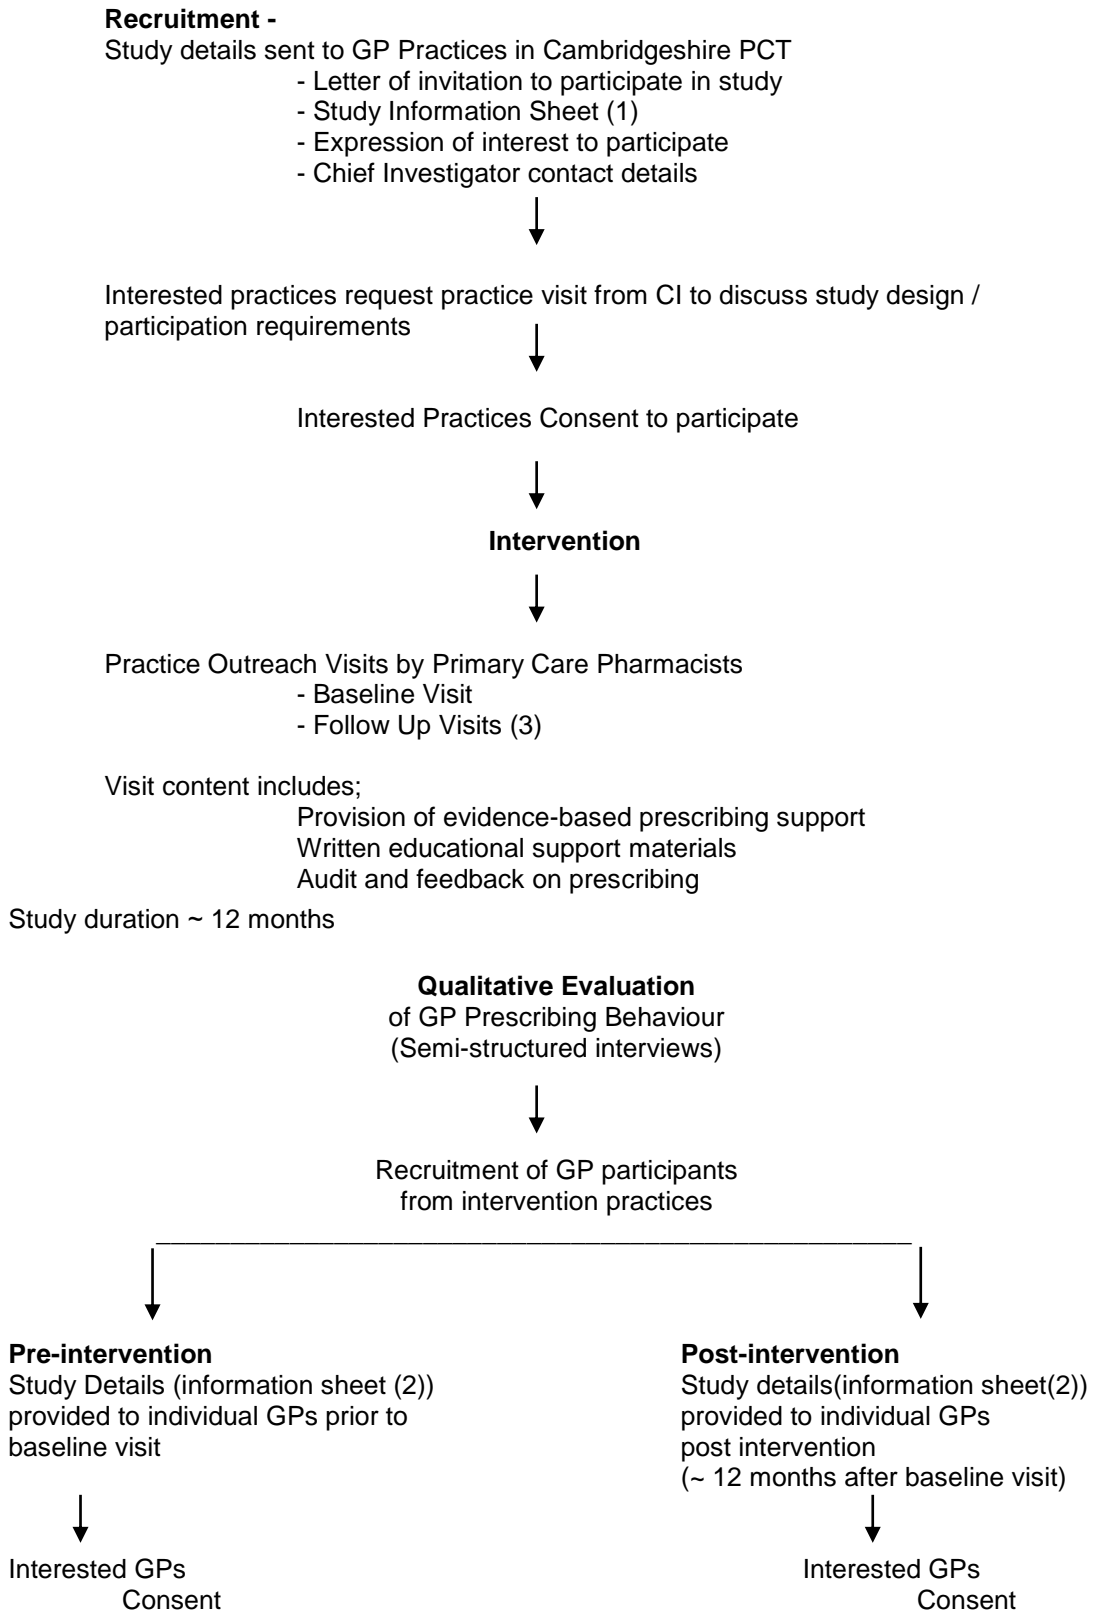 Recruitment -
Study details sent to GP Practices in Cambridgeshire PCT
- Letter of invitation to participate in study
- Study Information Sheet (1)
- Expression of interest to participate
- Chief Investigator contact details
Interested practices request practice visit from CI to discuss study design /
participation requirements
Interested Practices Consent to participate
Intervention
Practice Outreach Visits by Primary Care Pharmacists
- Baseline Visit
- Follow Up Visits (3)
Visit content includes;
Provision of evidence-based prescribing support
Written educational support materials
Audit and feedback on prescribing
Study duration ~ 12 months
Qualitative Evaluation
of GP Prescribing Behaviour
(Semi-structured interviews)
Recruitment of GP participants
from intervention practices
Pre-intervention
Study Details (information sheet (2))
provided to individual GPs prior to
baseline visit
Interested GPs
Consent
Post-intervention
Study details(information sheet(2))
provided to individual GPs
post intervention
(~ 12 months after baseline visit)
Interested GPs
Consent